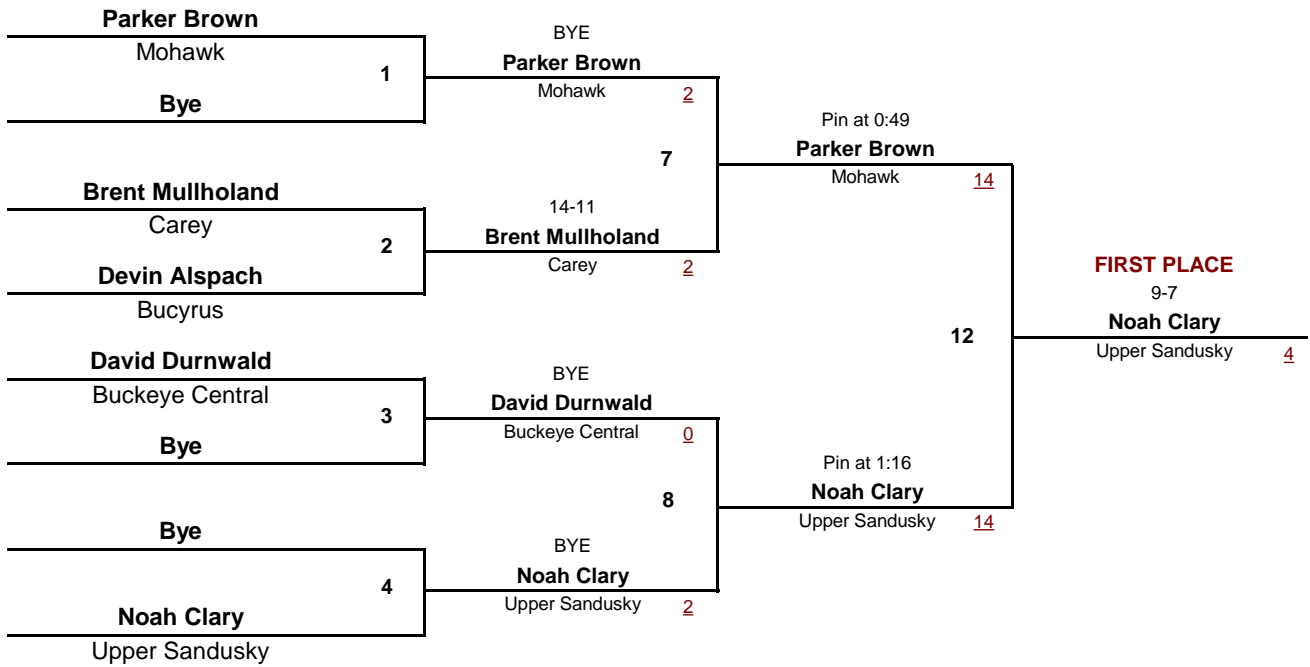 Parker Brown
Mohawk
1
Bye
Brent Mullholand
Carey
2
Devin Alspach
Bucyrus
David Durnwald
Buckeye Central
3
Bye
Bye
4
Noah Clary
Upper Sandusky
BYE
Parker Brown
Mohawk 2
7
14-11
Brent Mullholand
Carey 2
BYE
David Durnwald
Buckeye Central 0
8
BYE
Noah Clary
Upper Sandusky 2
Pin at 0:49
Parker Brown
Mohawk 14
12
Pin at 1:16
Noah Clary
Upper Sandusky 14
FIRST PLACE
9-7
Noah Clary
Upper Sandusky 4